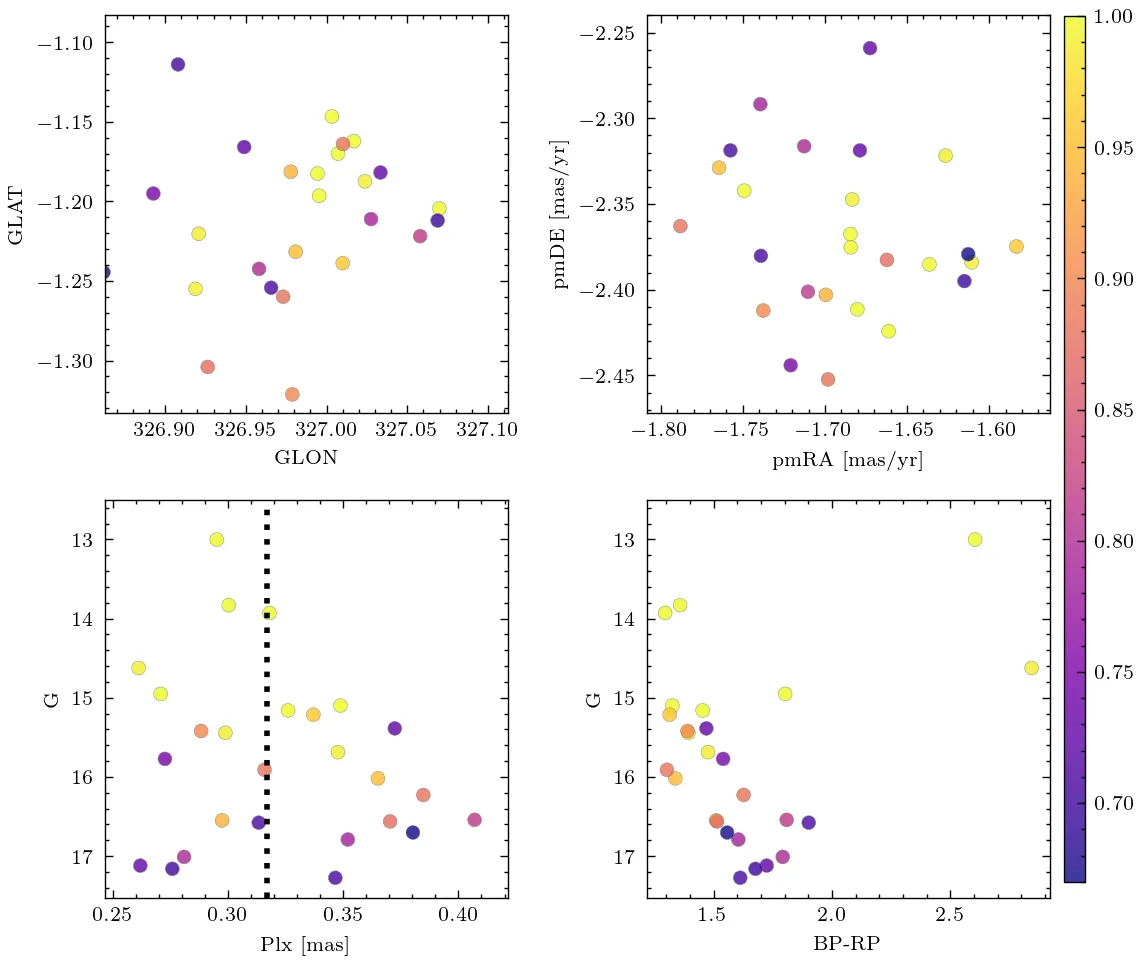 −1.10
−1.15
−1.20
−1.25
−1.30
GLAT
326.90 326.95 327.00 327.05 327.10
GLON
−2.25
−2.30
−2.35
−2.40
−2.45
pmDE [mas/yr]
−1.80 −1.75 −1.70 −1.65 −1.60
pmRA [mas/yr]
13
14
15
16
17
G
0.25 0.30 0.35 0.40
Plx [mas]
13
14
15
16
17
G
1.5 2.0 2.5
BP-RP
1.00
0.95
0.90
0.85
0.80
0.75
0.70